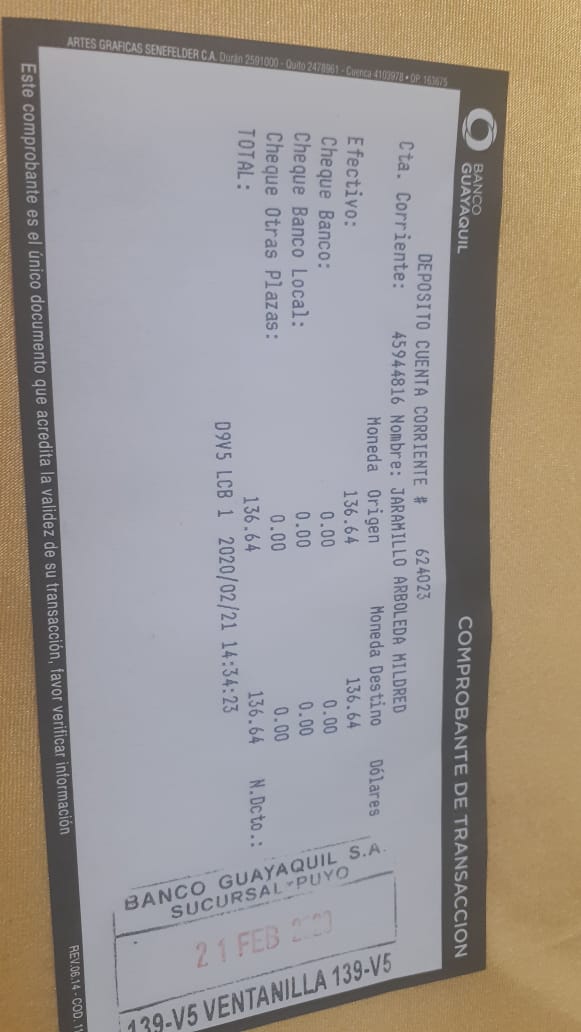 BANCO
GUAYAQUIL
COMPROBANTE DE TRANSACCION
DEPOSITO CUENTA CORRIENTE # 624023
Cta. Corriente: 45944816 Nombre: JARAMILLO ARBOLEDA MILDRED
Moneda Origen Moneda Destino Dólares
Efectivo: 136.64 136.64
Cheque Banco: 0.00 0.00
Cheque Banco Local: 0.00 0.00
Cheque Otras Plazas: 0.00 0.00
TOTAL: 136.64 136.64 N.Dcto.:
D9V5 LCB 1 2020/02/21 14:34:23
BANCO GUAYAQUIL S.A.
SUCURSAL-PUYO
21 FEB
139-V5 VENTANILLA 139-V5
ARTES GRAFICAS SENEFELDER C.A. Durán 2591000 - Quito 2478961 - Cuenca 4103978 • OP
REV.06.14 - COD. 11
Este comprobante es el único documento que acredita la validez de su transacción, favor verificar información